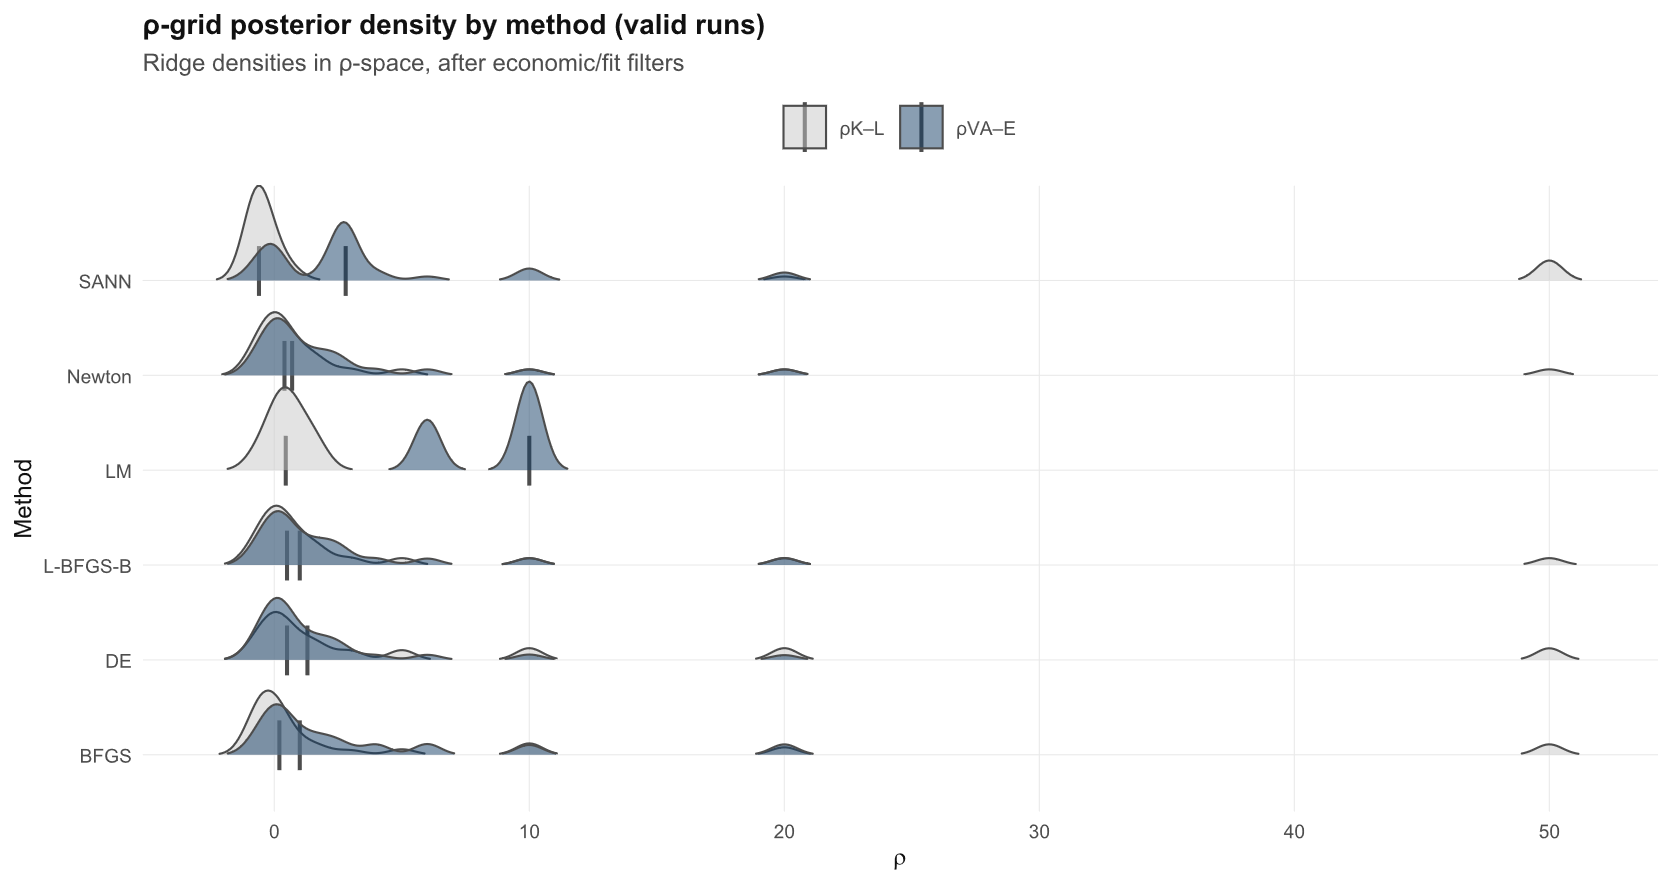 ρ-grid posterior density by method (valid runs)
Ridge densities in ρ-space, after economic/fit filters
ρK–L ρVA–E
SANN
Newton
LM
L-BFGS-B
DE
BFGS
Method
0 10 20 30 40 50
ρ